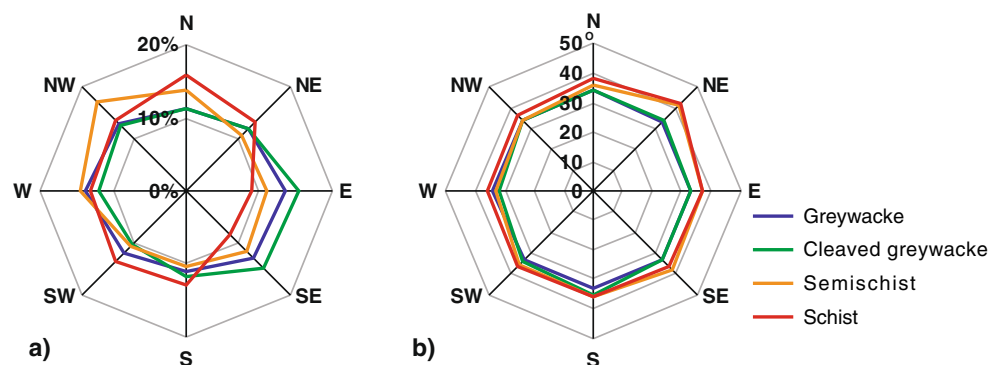 N
20%
NW
NE
10%
W
0%
E
SW
SE
S
a)
N
50°
NW
40
NE
30
20
10
W
0
E
SW
SE
S
b)
Greywacke
Cleaved greywacke
Semischist
Schist